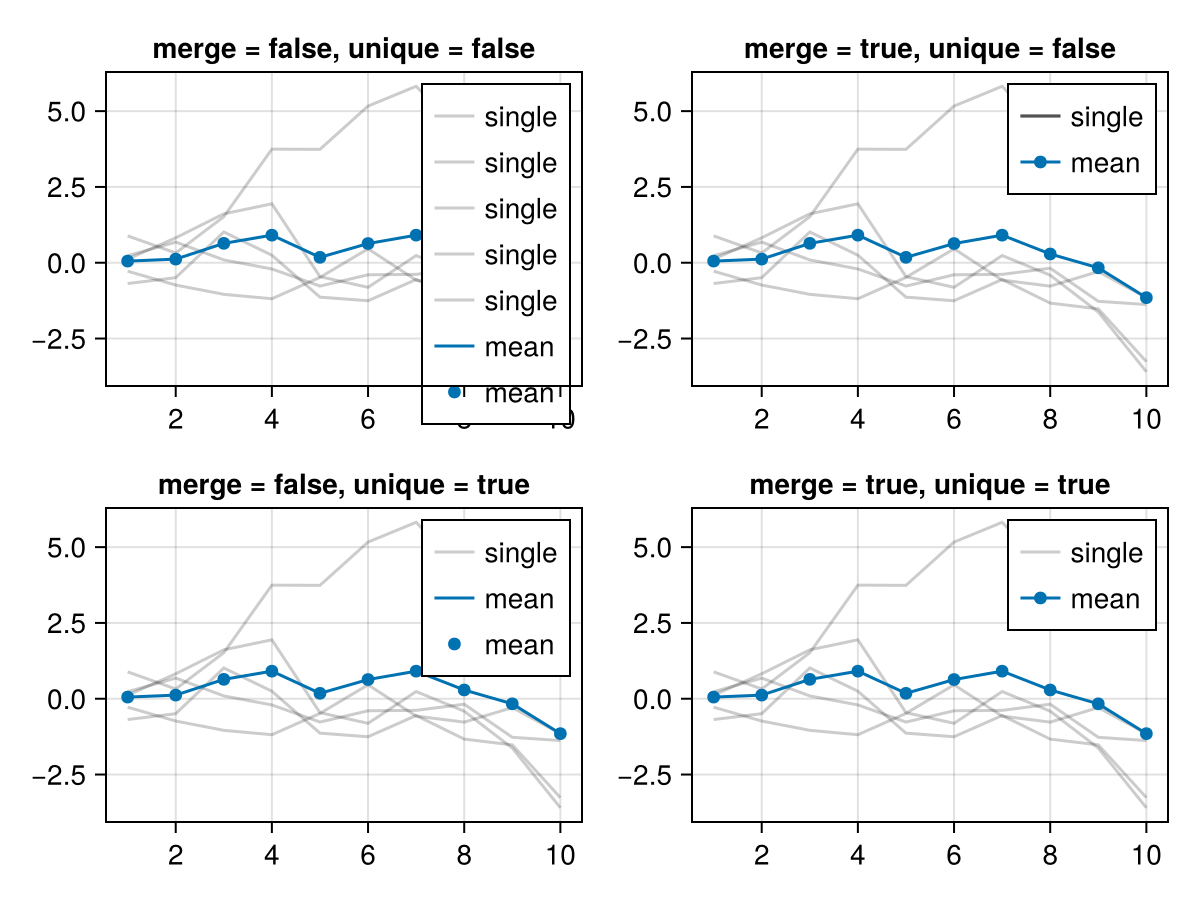 merge = false, unique = false
5.0
2.5
0.0
−2.5
2
4
6
8
10
single
single
single
single
single
mean
mean
merge = true, unique = false
5.0
2.5
0.0
−2.5
2
4
6
8
10
single
mean
merge = false, unique = true
5.0
2.5
0.0
−2.5
2
4
6
8
10
single
mean
mean
merge = true, unique = true
5.0
2.5
0.0
−2.5
2
4
6
8
10
single
mean